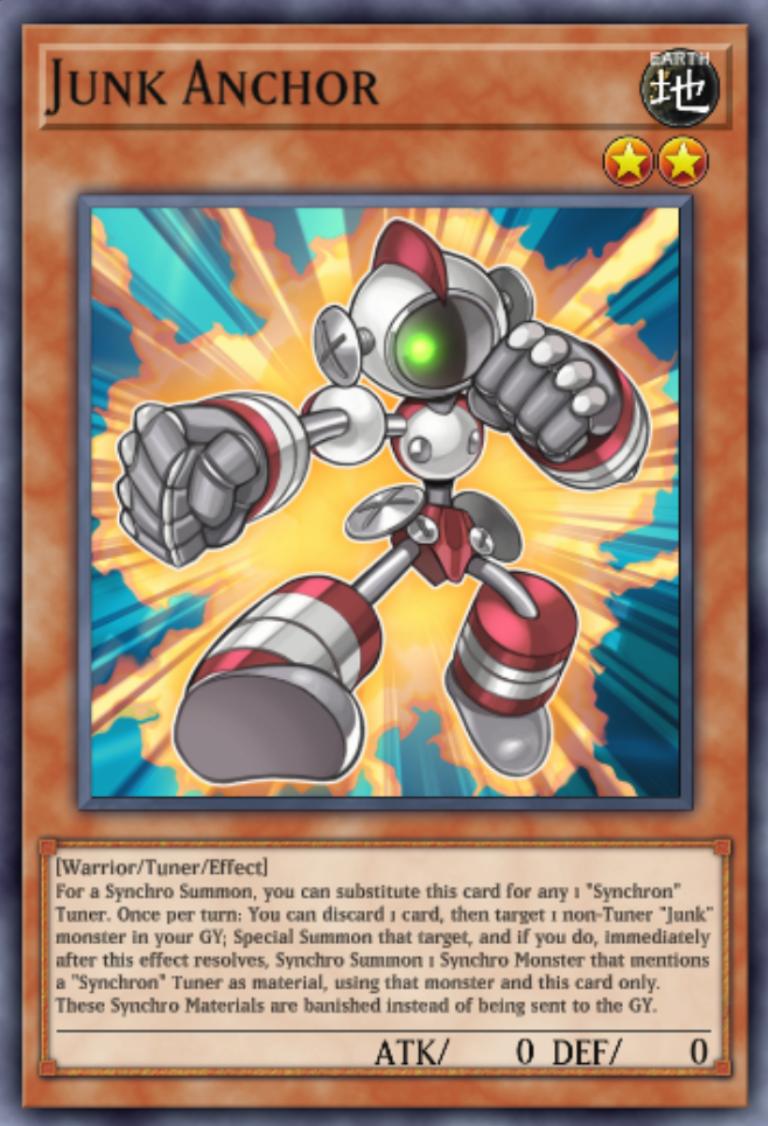 Junk Anchor
EARTH
地
[Warrior/Tuner/Effect]
For a Synchro Summon, you can substitute this card for any 1 "Synchron"
Tuner. Once per turn: You can discard 1 card, then target 1 non-Tuner "Junk"
monster in your GY; Special Summon that target, and if you do, immediately
after this effect resolves, Synchro Summon 1 Synchro Monster that mentions
a "Synchron" Tuner as material, using that monster and this card only.
These Synchro Materials are banished instead of being sent to the GY.
ATK/ 0 DEF/ 0